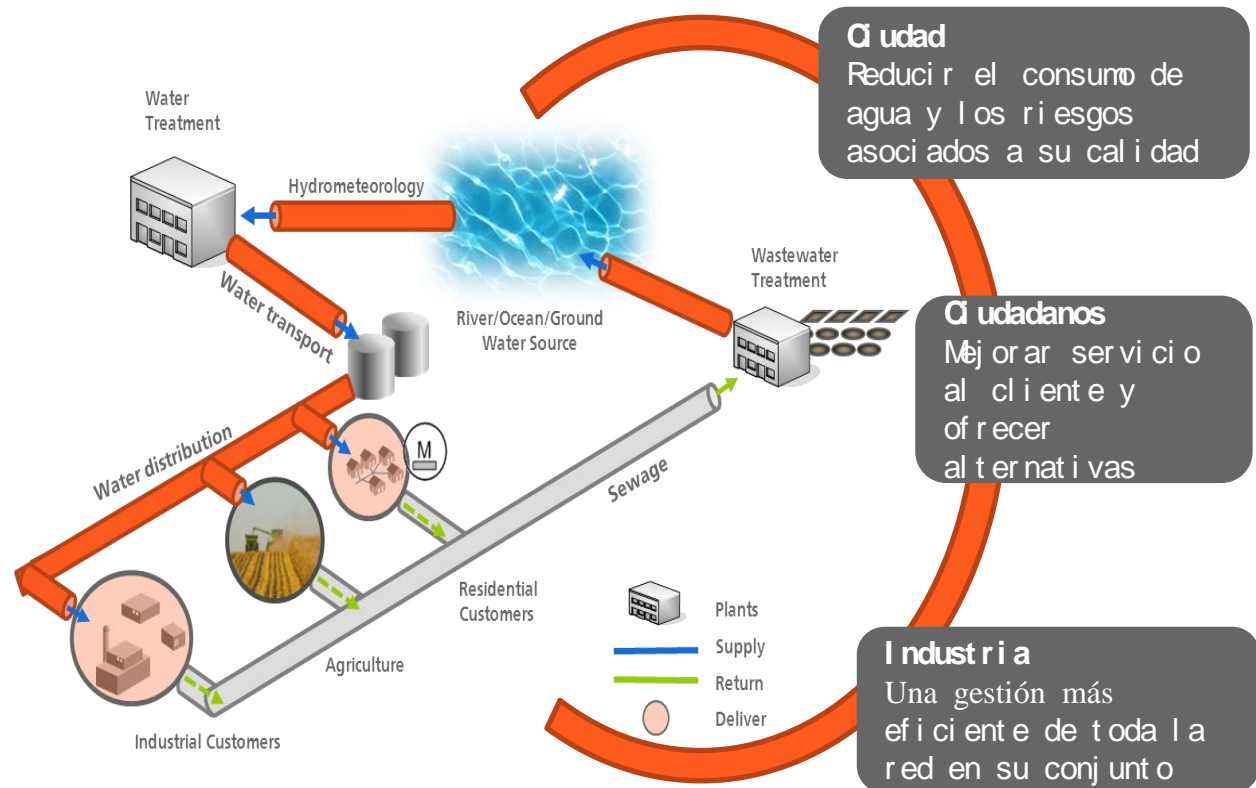 Water
Treatment
Hydrometeorology
Water transport
River/Ocean/Ground
Water Source
Wastewater
Treatment
Water distribution
M
Sewage
Residential
Customers
Agriculture
Industrial Customers
Plants
Supply
Return
Deliver
Ciudad
Reducir el consumo de
agua y los riesgos
asociados a su calidad
Ciudadanos
Mejorar servicio
al cliente y
ofrecer
alternativas
Industria
Una gestión más
eficiente de toda la
red en su conjunto